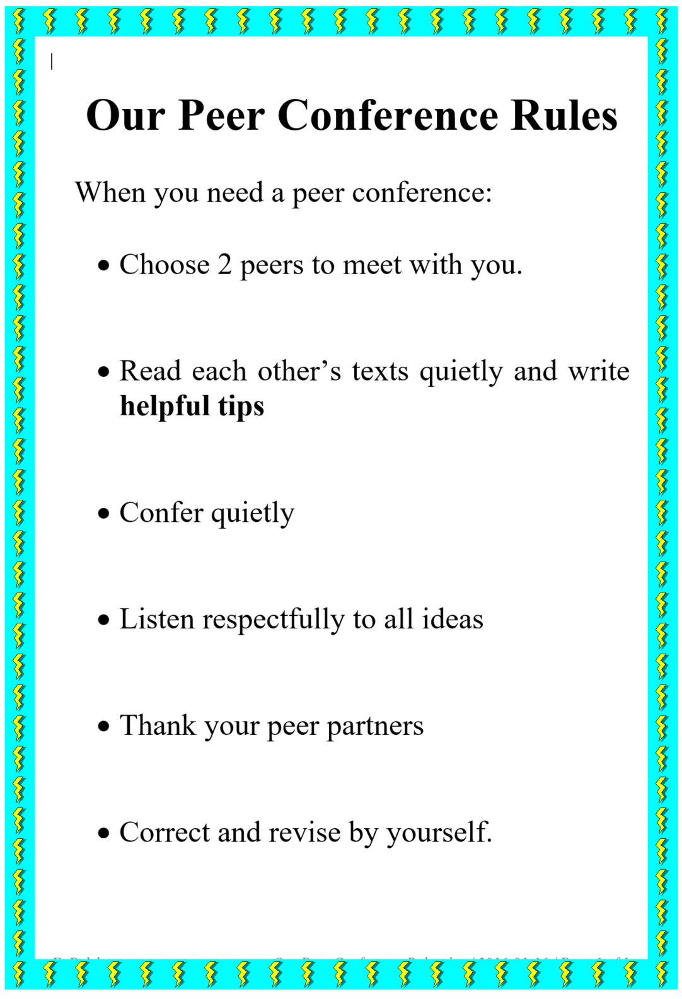 Our Peer Conference Rules
When you need a peer conference:
• Choose 2 peers to meet with you.
• Read each other’s texts quietly and write
helpful tips
• Confer quietly
• Listen respectfully to all ideas
• Thank your peer partners
• Correct and revise by yourself.